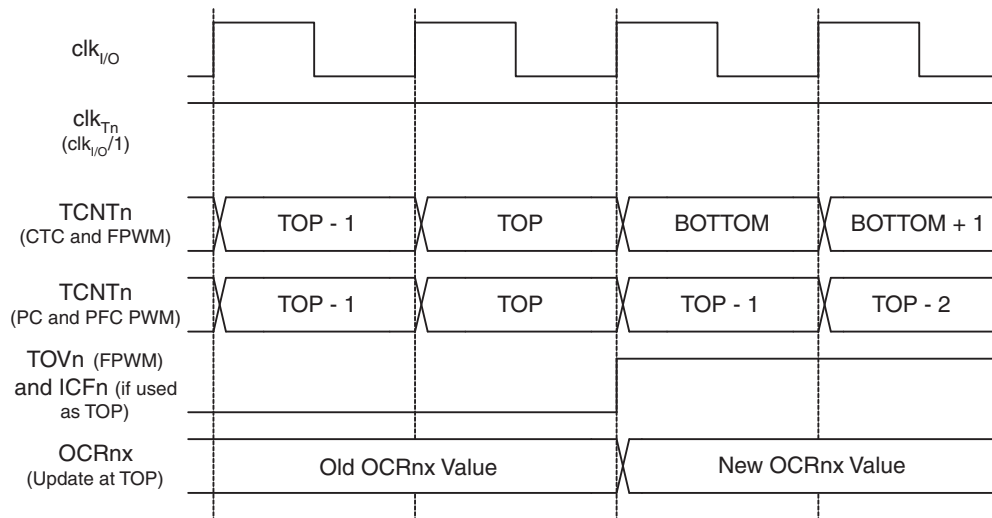 clkI/O
clkTn
(clkI/O/1)
TCNTn
(CTC and FPWM)
TOP - 1
TOP
BOTTOM
BOTTOM + 1
TCNTn
(PC and PFC PWM)
TOP - 1
TOP
TOP - 1
TOP - 2
TOVn (FPWM)
and ICFn (if used
as TOP)
OCRnx
(Update at TOP)
Old OCRnx Value
New OCRnx Value